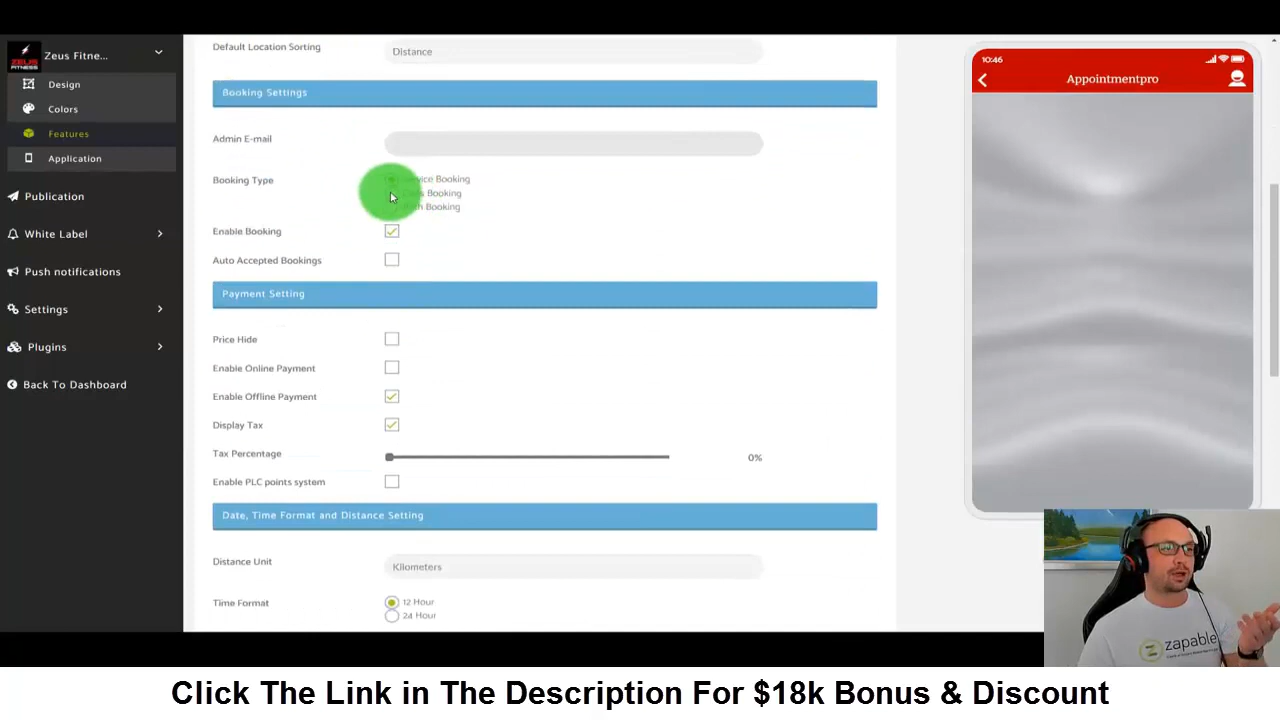 Default Location Sorting
Distance
Zeus Fitne...
ZEUS
FITNESS
Design
Colors
Features
Application
Publication
White Label
Push notifications
Settings
Plugins
Back To Dashboard
Booking Settings
Admin E-mail
Booking Type
Booking
Booking
Booking
Enable Booking
Auto Accepted Bookings
Payment Setting
Price Hide
Enable Online Payment
Enable Offline Payment
Display Tax
Tax Percentage
0%
Enable PLC points system
Date, Time Format and Distance Setting
Distance Unit
Kilometers
Time Format
12 Hour
24 Hour
10:46
Appointmentpro
zapable
Click The Link in The Description For $18k Bonus & Discount